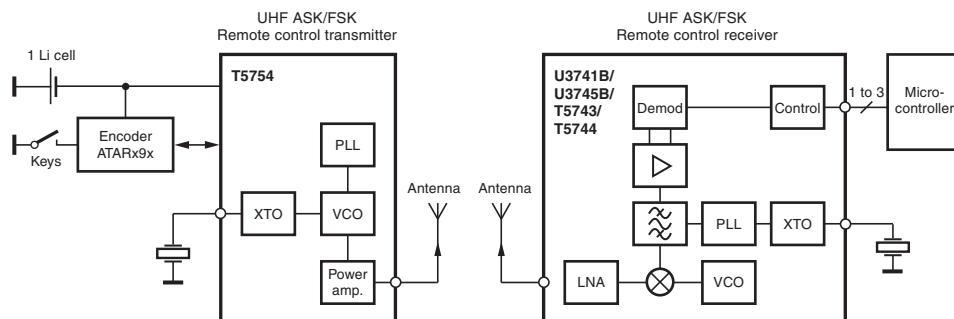 UHF ASK/FSK
Remote control transmitter
UHF ASK/FSK
Remote control receiver
1 Li cell
T5754
Encoder
ATARx9x
Keys
PLL
XTO
VCO
Power
amp.
Antenna
Antenna
U3741B/
U3745B/
T5743/
T5744
Demod
Control
1 to 3
Micro-
controller
PLL
XTO
LNA
VCO